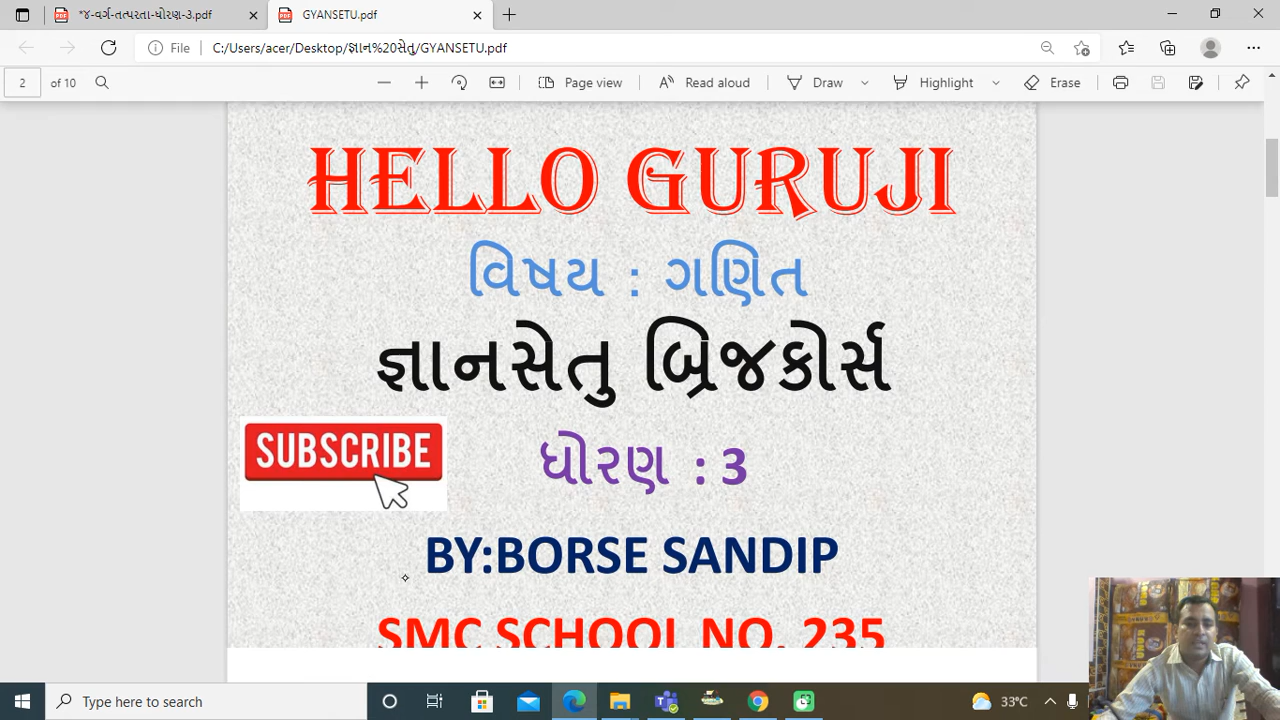 *૪-વર્ગ-તત્પરતા-ધોરણ-3.pdf
GYANSETU.pdf
File C:/Users/acer/Desktop/જ્ઞાન%20સેતુ/GYANSETU.pdf
2 of 10 Page view Read aloud Draw Highlight Erase
HELLO GURUJI
વિષય : ગણિત
જ્ઞાનસેતુ બ્રિજકોર્સ
SUBSCRIBE
ધોરણ : 3
BY:BORSE SANDIP
SMC SCHOOL NO. 235
Type here to search 33°C